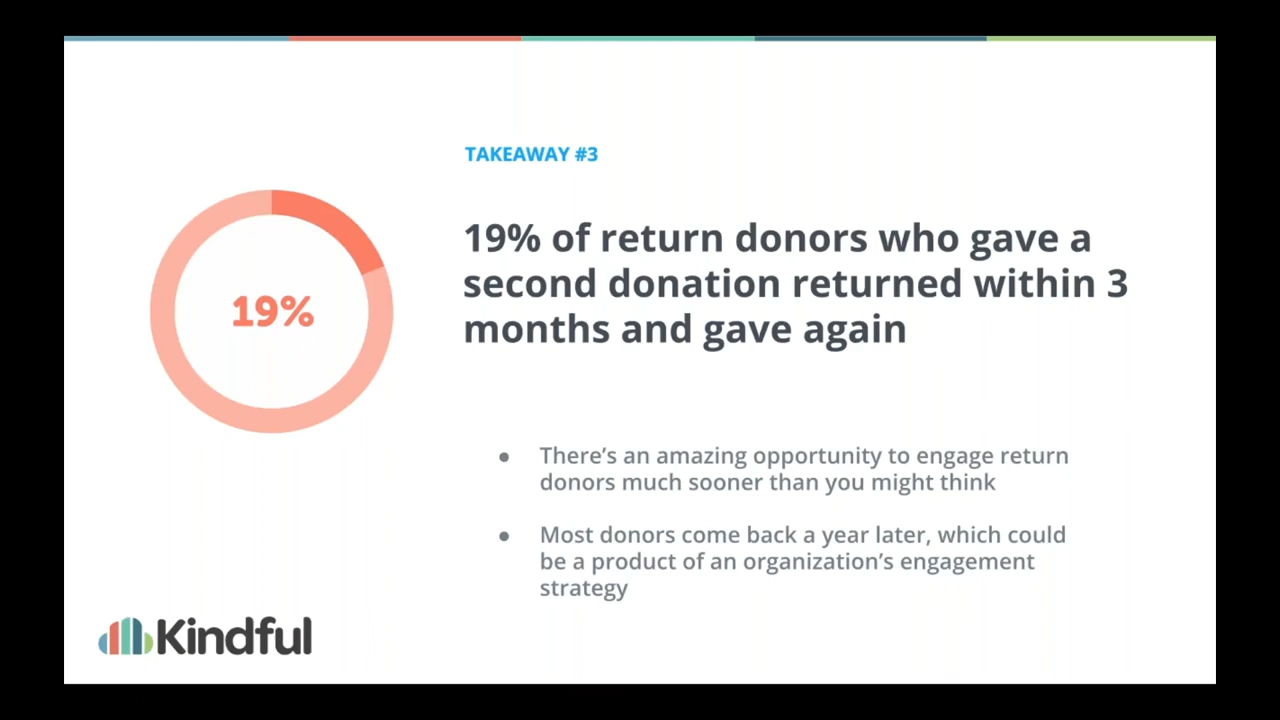 TAKEAWAY #3
19%
19% of return donors who gave a
second donation returned within 3
months and gave again
● There’s an amazing opportunity to engage return
donors much sooner than you might think
● Most donors come back a year later, which could
be a product of an organization’s engagement
strategy
Kindful